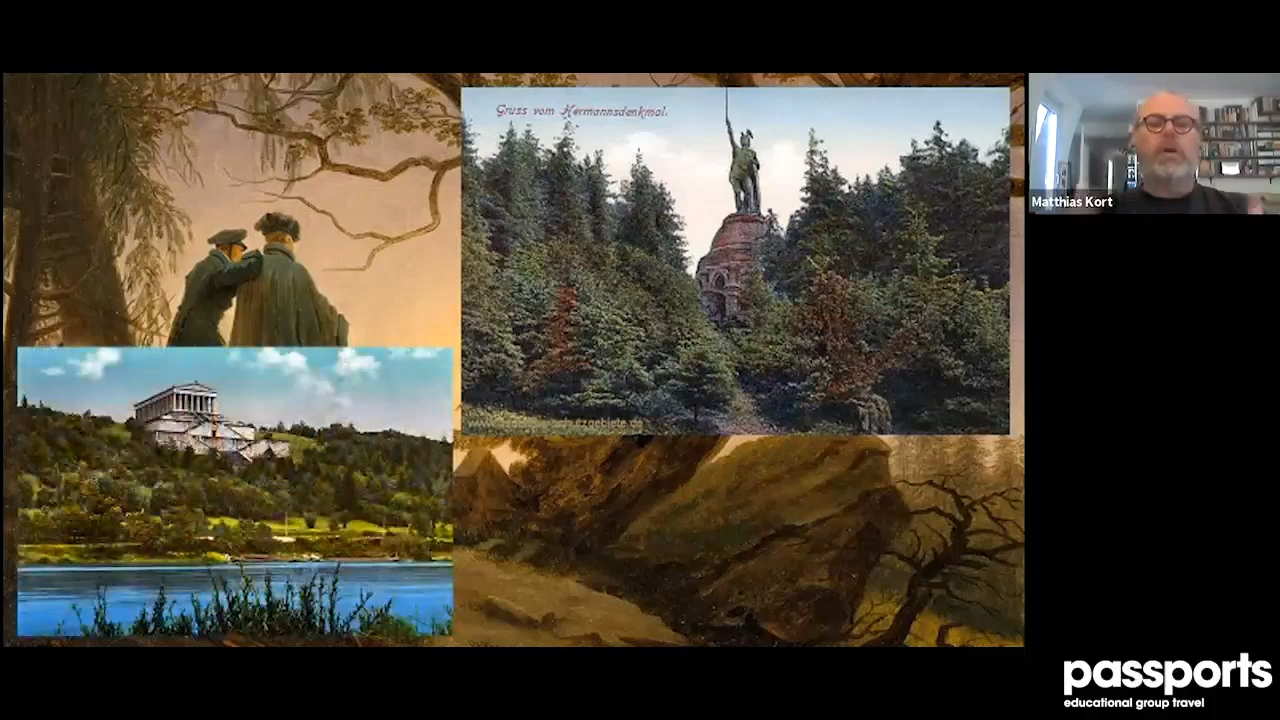 Gruss vom Hermannsdenkmal.
Matthias Kort
passports
educational group travel